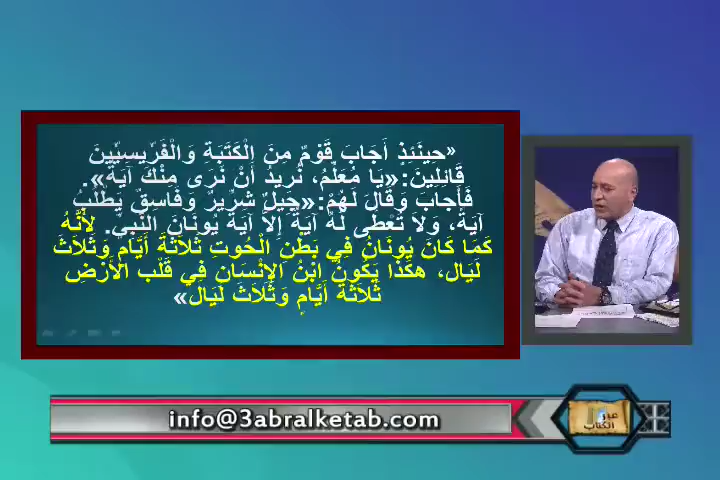 «حِينَئِذٍ أَجَابَ قَوْمٌ مِنَ الْكَتَبَةِ وَالْفَرِّيسِيِّينَ
قَائِلِينَ:«يَا مُعَلِّمُ، نُرِيدُ أَنْ نَرَى مِنْكَ آيَةً».
فَأَجابَ وَقَالَ لَهُمْ:«جِيلٌ شِرِّيرٌ وَفَاسِقٌ يَطْلُبُ
آيَةً، وَلاَ تُعْطَى لَهُ آيَةٌ إِلاَّ آيَةَ يُونَانَ النَّبِيِّ. لأَنَّهُ
كَمَا كَانَ يُونَانُ فِي بَطْنِ الْحُوتِ ثَلاَثَةَ أَيَّامٍ وَثَلاَثَ
لَيَال، هكَذَا يَكُونُ ابْنُ الإِنْسَانِ فِي قَلْب الأَرْضِ
ثَلاَثَةَ أَيَّامٍ وَثَلاَثَ لَيَال»
info@3abralketab.com
عبر
الكتاب